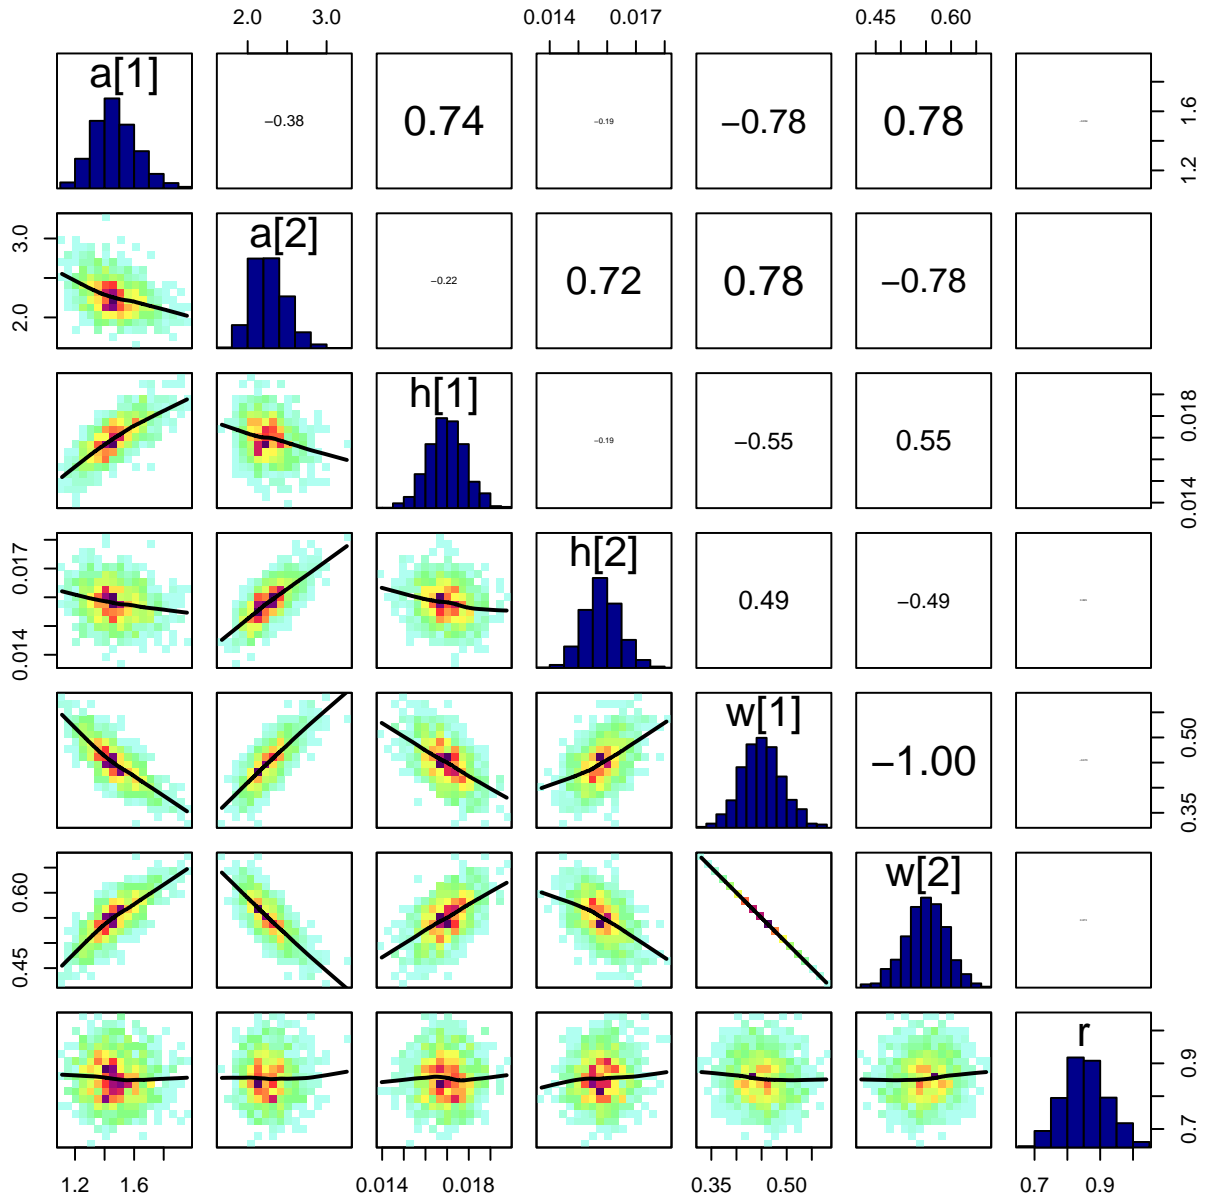 2.0 3.0 0.014 0.017 0.45 0.60
a[1] −0.38 0.74 −0.19 −0.78 0.78 1.2 1.6
2.0 3.0 a[2] −0.22 0.72 0.78 −0.78
h[1] −0.19 −0.55 0.55 0.014 0.018
0.014 0.017 h[2] 0.49 −0.49
w[1] −1.00 0.35 0.50
0.45 0.60 w[2]
r 0.7 0.9
1.2 1.6 0.014 0.018 0.35 0.50 0.7 0.9